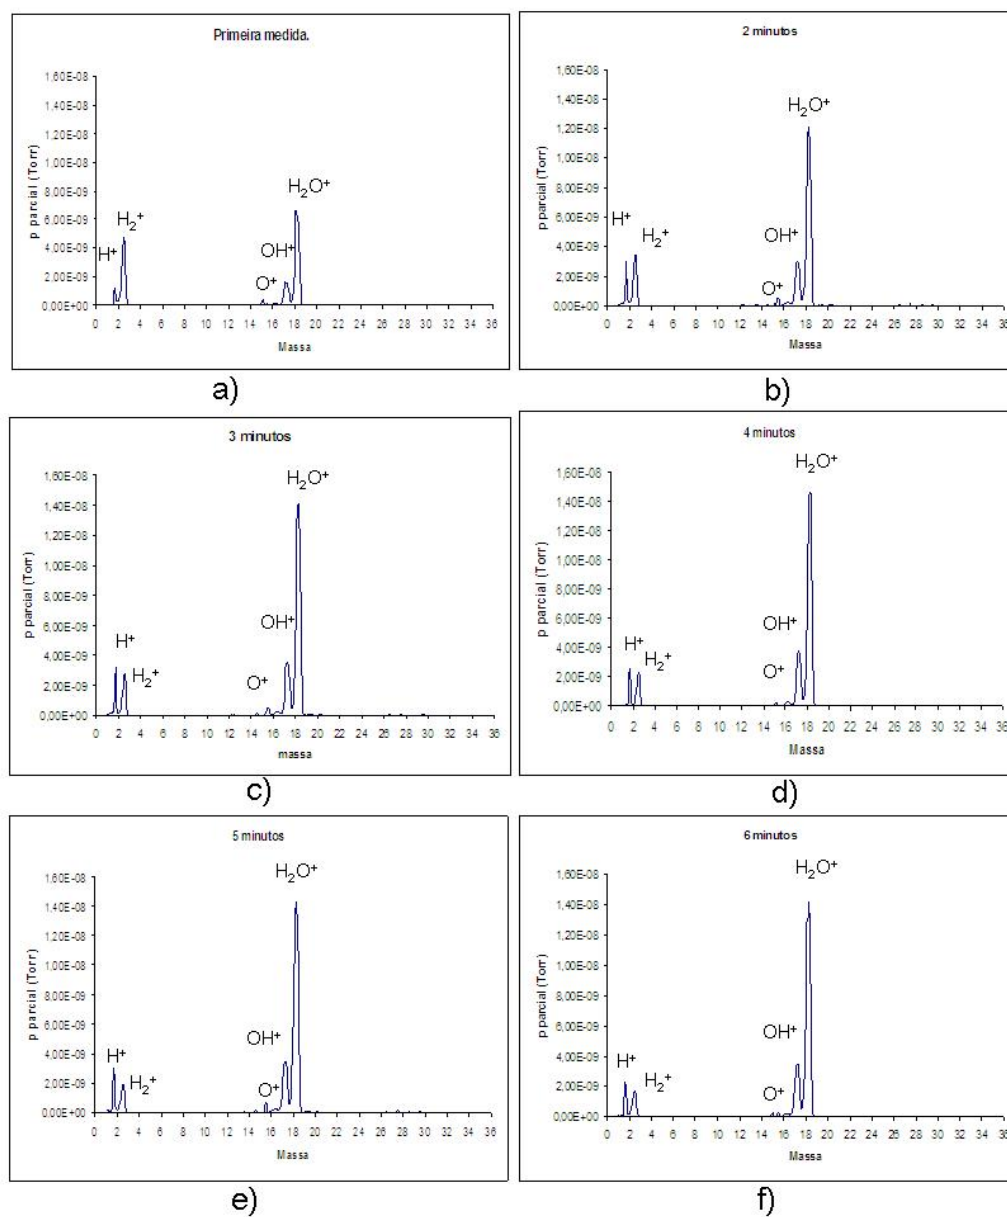 Primeira medida.
p parcial (Torr)
1,60E-08
1,40E-08
1,20E-08
1,00E-08
8,00E-09
6,00E-09
4,00E-09
2,00E-09
0,00E+00
H⁺
H₂⁺
O⁺
OH⁺
H₂O⁺
0 2 4 6 8 10 12 14 16 18 20 22 24 26 28 30 32 34 36
Massa
a)
2 minutos
p parcial (Torr)
1,60E-08
1,40E-08
1,20E-08
1,00E-08
8,00E-09
6,00E-09
4,00E-09
2,00E-09
0,00E+00
H⁺
H₂⁺
O⁺
OH⁺
H₂O⁺
0 2 4 6 8 10 12 14 16 18 20 22 24 26 28 30 32 34 36
Massa
b)
3 minutos
p parcial (Torr)
1,60E-08
1,40E-08
1,20E-08
1,00E-08
8,00E-09
6,00E-09
4,00E-09
2,00E-09
0,00E+00
H⁺
H₂⁺
O⁺
OH⁺
H₂O⁺
0 2 4 6 8 10 12 14 16 18 20 22 24 26 28 30 32 34 36
massa
c)
4 minutos
p parcial (Torr)
1,60E-08
1,40E-08
1,20E-08
1,00E-08
8,00E-09
6,00E-09
4,00E-09
2,00E-09
0,00E+00
H⁺
H₂⁺
O⁺
OH⁺
H₂O⁺
0 2 4 6 8 10 12 14 16 18 20 22 24 26 28 30 32 34 36
Massa
d)
5 minutos
p parcial (Torr)
1,60E-08
1,40E-08
1,20E-08
1,00E-08
8,00E-09
6,00E-09
4,00E-09
2,00E-09
0,00E+00
H⁺
H₂⁺
O⁺
OH⁺
H₂O⁺
0 2 4 6 8 10 12 14 16 18 20 22 24 26 28 30 32 34 36
Massa
e)
6 minutos
p parcial (Torr)
1,60E-08
1,40E-08
1,20E-08
1,00E-08
8,00E-09
6,00E-09
4,00E-09
2,00E-09
0,00E+00
H⁺
H₂⁺
O⁺
OH⁺
H₂O⁺
0 2 4 6 8 10 12 14 16 18 20 22 24 26 28 30 32 34 36
Massa
f)